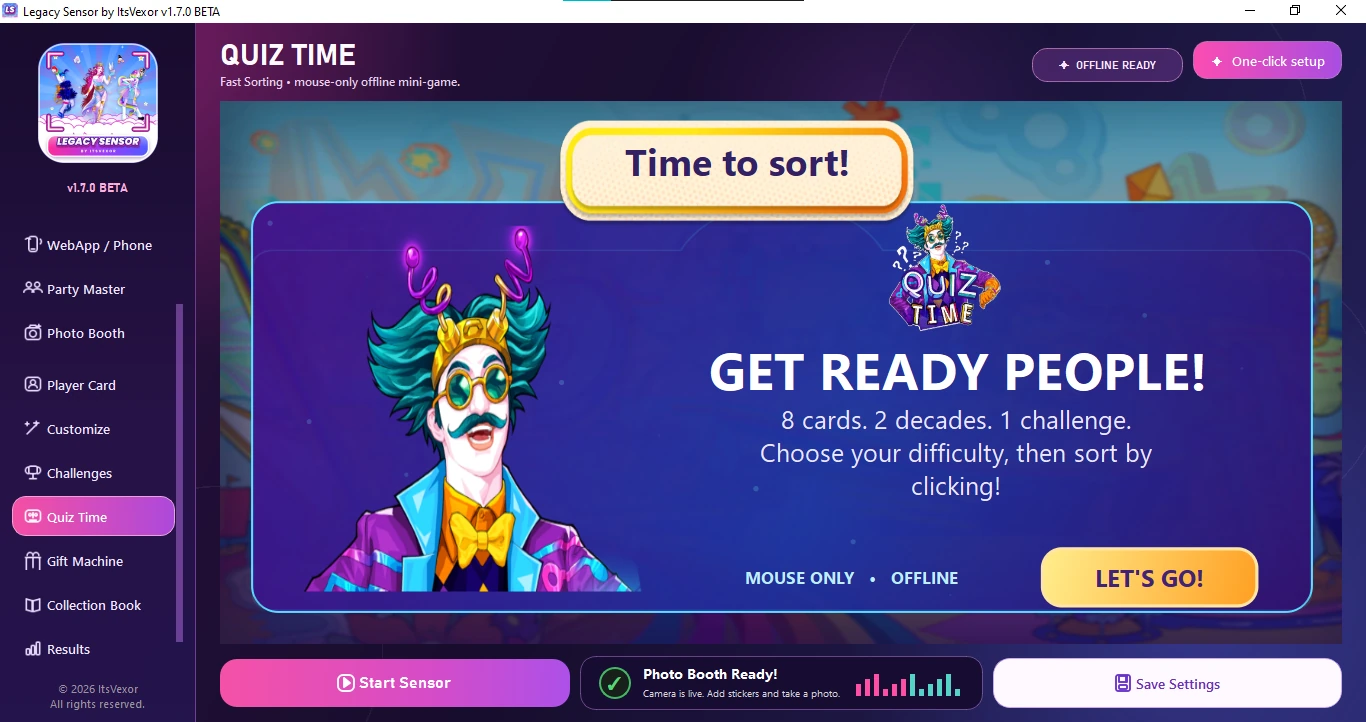 Legacy Sensor by ItsVexor v1.7.0 BETA
LEGACY SENSOR
BY ITSVEXOR
v1.7.0 BETA
WebApp / Phone
Party Master
Photo Booth
Player Card
Customize
Challenges
Quiz Time
Gift Machine
Collection Book
Results
© 2026 ItsVexor
All rights reserved.
QUIZ TIME
Fast Sorting • mouse-only offline mini-game.
OFFLINE READY
One-click setup
Time to sort!
QUIZ
TIME
GET READY PEOPLE!
8 cards. 2 decades. 1 challenge.
Choose your difficulty, then sort by
clicking!
MOUSE ONLY • OFFLINE
LET'S GO!
Start Sensor
Photo Booth Ready!
Camera is live. Add stickers and take a photo.
Save Settings